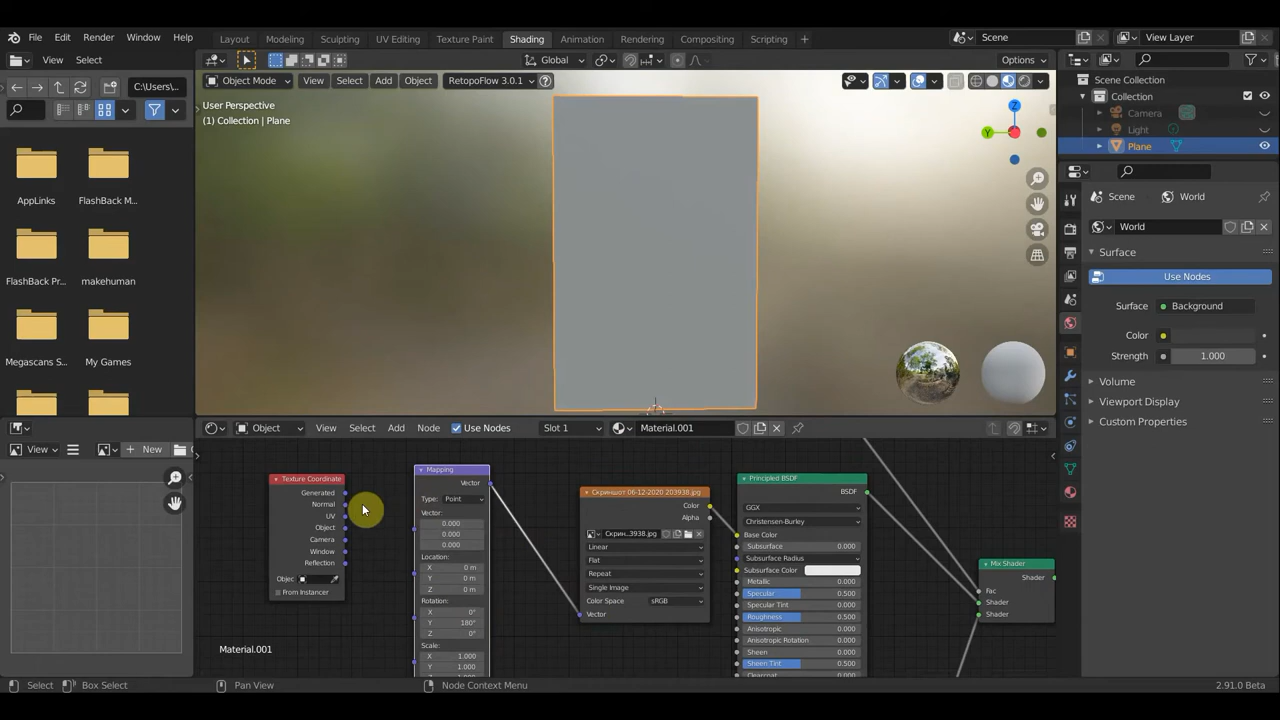 File Edit Render Window Help
Layout Modeling Sculpting UV Editing Texture Paint Shading Animation Rendering Compositing Scripting +
Scene View Layer
View Select
Global Options
C:\Users\...
Object Mode View Select Add Object RetopoFlow 3.0.1
User Perspective
(1) Collection | Plane
Z
Y
Scene Collection
Collection
Camera
Light
Plane
AppLinks FlashBack M...
FlashBack Pr... makehuman
Megascans S... My Games
Scene World
World
Surface
Use Nodes
Surface Background
Color
Strength 1.000
Volume
Viewport Display
Custom Properties
Object View Select Add Node Use Nodes Slot 1 Material.001
View New
Texture Coordinate
Generated
Normal
UV
Object
Camera
Window
Reflection
Objec
From Instancer
Mapping
Vector
Type: Point
Vector:
0.000
0.000
0.000
Location:
X 0 m
Y 0 m
Z 0 m
Rotation:
X 0°
Y 180°
Z 0°
Scale:
X 1.000
Y 1.000
Скриншот 06-12-2020 203938.jpg
Color
Alpha
Скрин...3938.jpg
Linear
Flat
Repeat
Single Image
Color Space sRGB
Vector
Principled BSDF
BSDF
GGX
Christensen-Burley
Base Color
Subsurface 0.000
Subsurface Radius
Subsurface Color
Metallic 0.000
Specular 0.500
Specular Tint 0.000
Roughness 0.500
Anisotropic 0.000
Anisotropic Rotation 0.000
Sheen 0.000
Sheen Tint 0.500
Clearcoat 0.000
Mix Shader
Shader
Fac
Shader
Shader
Material.001
Select Box Select Pan View Node Context Menu 2.91.0 Beta